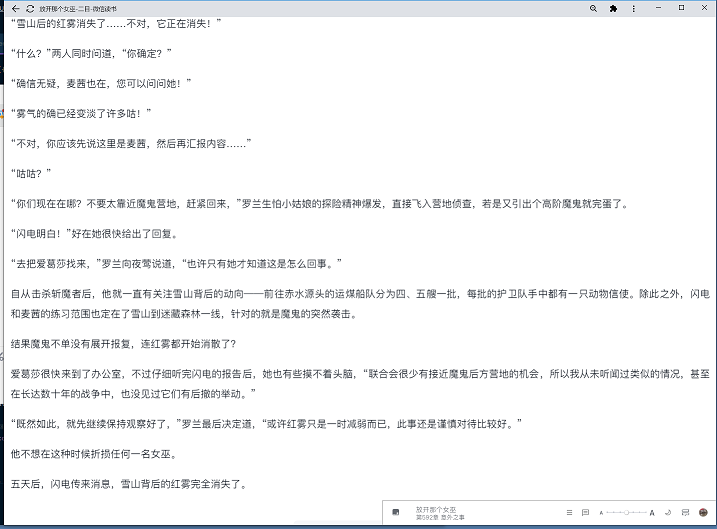 放开那个女巫-二目-微信读书
“雪山后的红雾消失了……不对，它正在消失！”
“什么？”两人同时问道，“你确定？”
“确信无疑，麦茜也在，您可以问问她！”
“雾气的确已经变淡了许多咕！”
“不对，你应该先说这里是麦茜，然后再汇报内容……”
“咕咕？”
“你们现在在哪？不要太靠近魔鬼营地，赶紧回来，”罗兰生怕小姑娘的探险精神爆发，直接飞入营地侦查，若是又引出个高阶魔鬼就完蛋了。
“闪电明白！”好在她很快给出了回复。
“去把爱葛莎找来，”罗兰向夜莺说道，“也许只有她才知道这是怎么回事。”
自从击杀斩魔者后，他就一直有关注雪山背后的动向——前往赤水源头的运煤船队分为四、五艘一批，每批的护卫队手中都有一只动物信使。除此之外，闪电
和麦茜的练习范围也定在了雪山到迷藏森林一线，针对的就是魔鬼的突然袭击。
结果魔鬼不单没有展开报复，连红雾都开始消散了？
爱葛莎很快来到了办公室，不过仔细听完闪电的报告后，她也有些摸不着头脑，“联合会很少有接近魔鬼后方营地的机会，所以我从未听闻过类似的情况，甚至
在长达数十年的战争中，也没见过它们有后撤的举动。”
“既然如此，就先继续保持观察好了，”罗兰最后决定道，“或许红雾只是一时减弱而已，此事还是谨慎对待比较好。”
他不想在这种时候折损任何一名女巫。
五天后，闪电传来消息，雪山背后的红雾完全消失了。
放开那个女巫
第592章 意外之事
A A